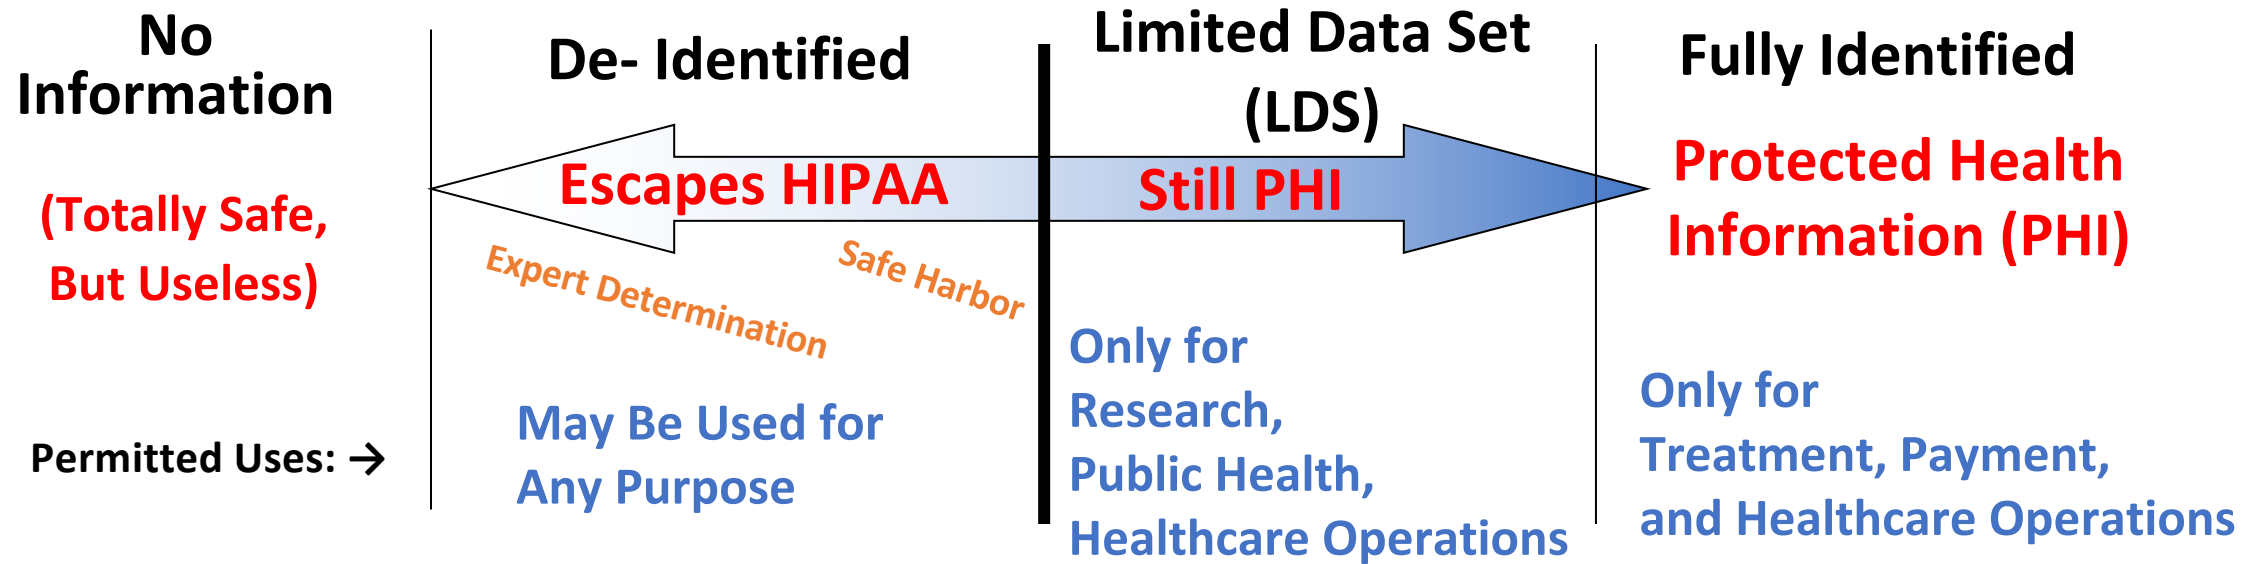 No
Information
(Totally Safe,
But Useless)
Permitted Uses: →
De- Identified
Escapes HIPAA
Expert Determination
Safe Harbor
May Be Used for
Any Purpose
Limited Data Set
(LDS)
Still PHI
Only for
Research,
Public Health,
Healthcare Operations
Fully Identified
Protected Health
Information (PHI)
Only for
Treatment, Payment,
and Healthcare Operations